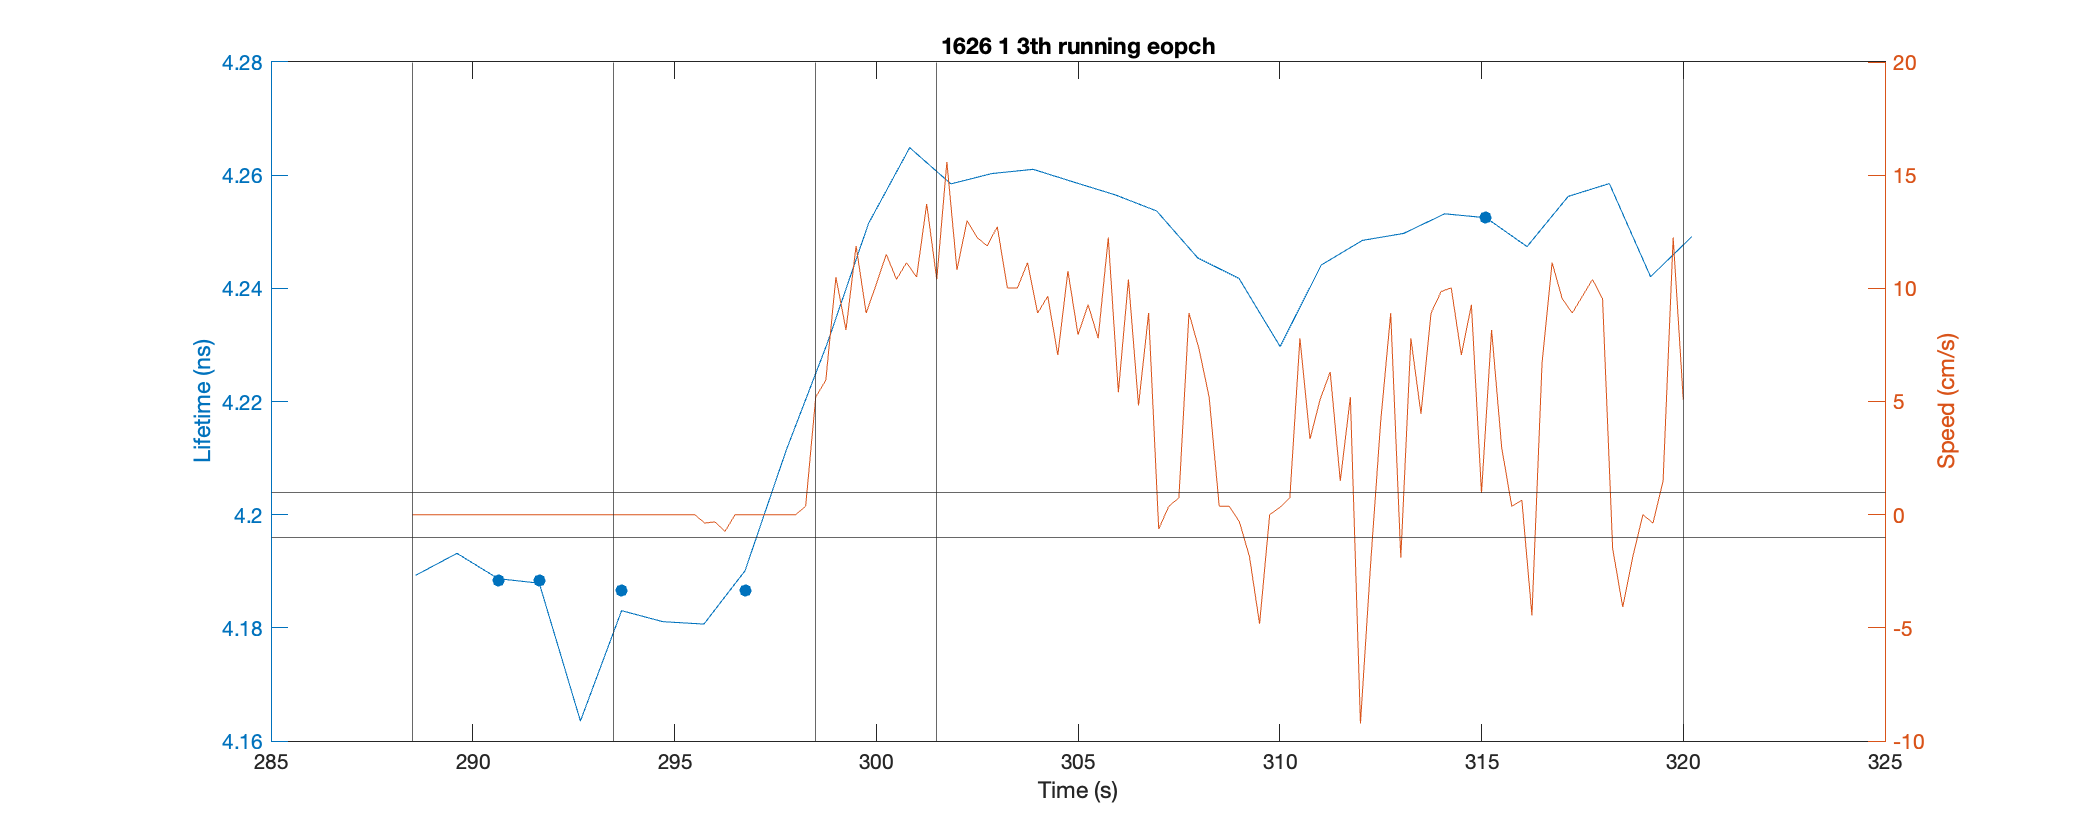 1626 1 3th running eopch
4.28
4.26
4.24
4.22
4.2
4.18
4.16
Lifetime (ns)
20
15
10
5
0
-5
-10
Speed (cm/s)
285 290 295 300 305 310 315 320 325
Time (s)